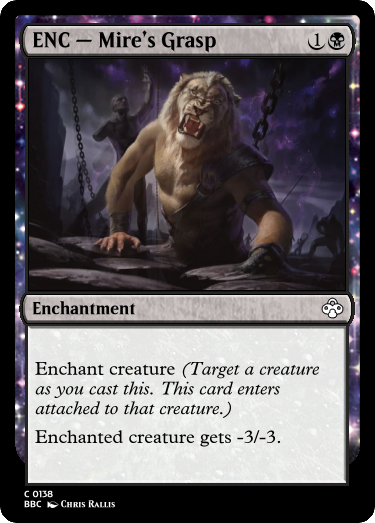 ENC — Mire's Grasp 1
Enchantment
Enchant creature (Target a creature
as you cast this. This card enters
attached to that creature.)
Enchanted creature gets -3/-3.
C 0138
BBC Chris Rallis